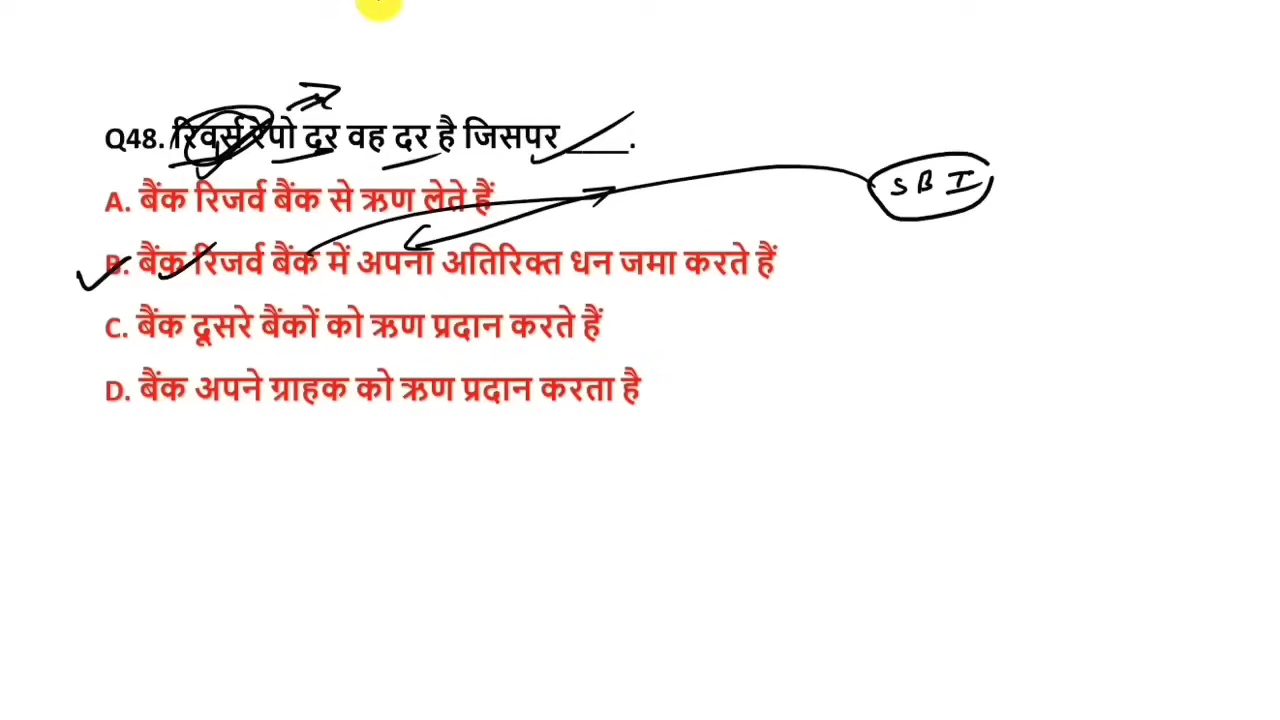 Q48. रिवर्स रेपो दर वह दर है जिसपर ____.
A. बैंक रिजर्व बैंक से ऋण लेते हैं
SBI
B. बैंक रिजर्व बैंक में अपना अतिरिक्त धन जमा करते हैं
C. बैंक दूसरे बैंकों को ऋण प्रदान करते हैं
D. बैंक अपने ग्राहक को ऋण प्रदान करता है